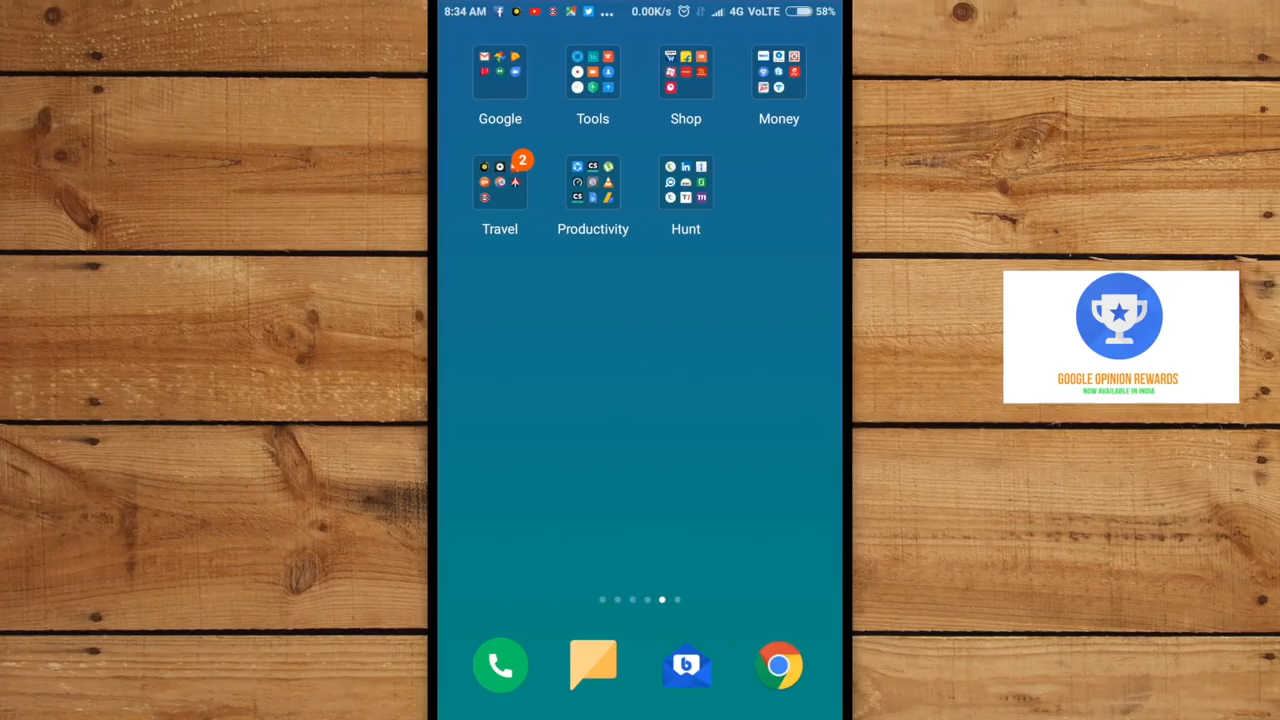 8:34 AM ... 0.00K/s 4G VoLTE 58%
Google Tools Shop Money
2
Travel Productivity Hunt
GOOGLE OPINION REWARDS
NOW AVAILABLE IN INDIA